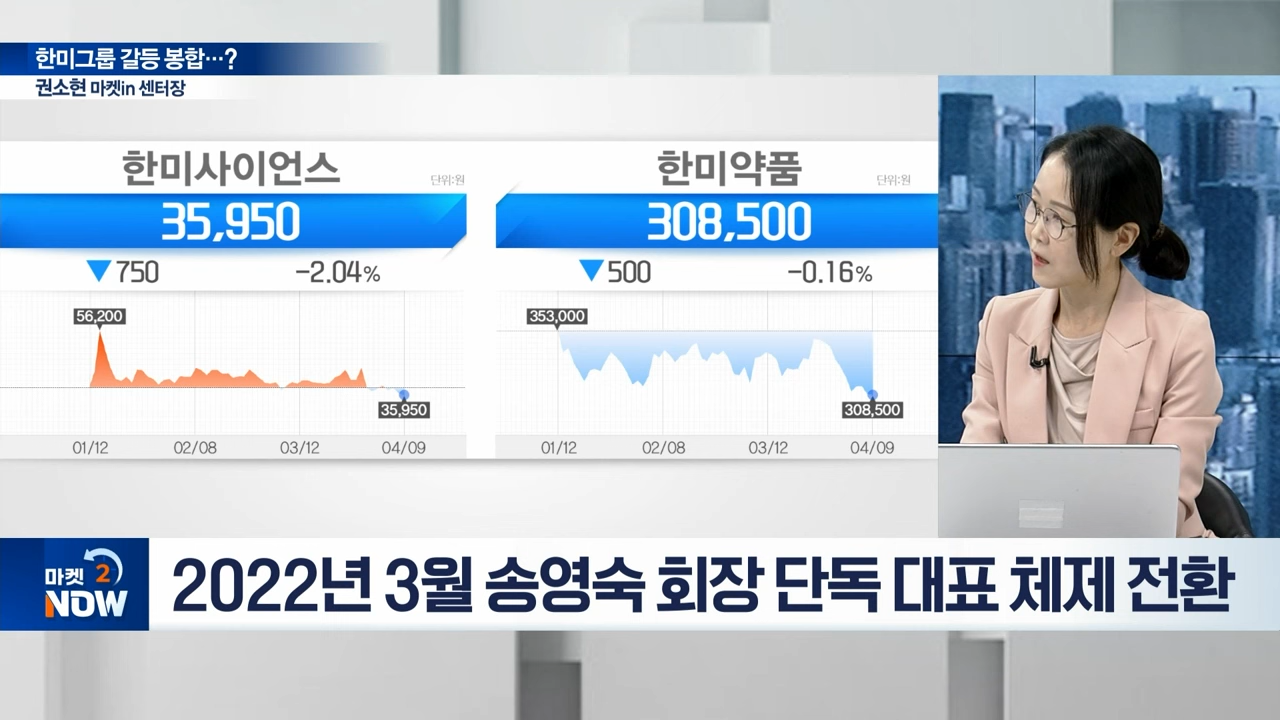 한미그룹 갈등 봉합…?
권소현 마켓in 센터장
한미사이언스
단위:원
35,950
▼750 -2.04%
56,200
35,950
01/12 02/08 03/12 04/09
한미약품
단위:원
308,500
▼500 -0.16%
353,000
308,500
01/12 02/08 03/12 04/09
마켓 2
NOW
2022년 3월 송영숙 회장 단독 대표 체제 전환